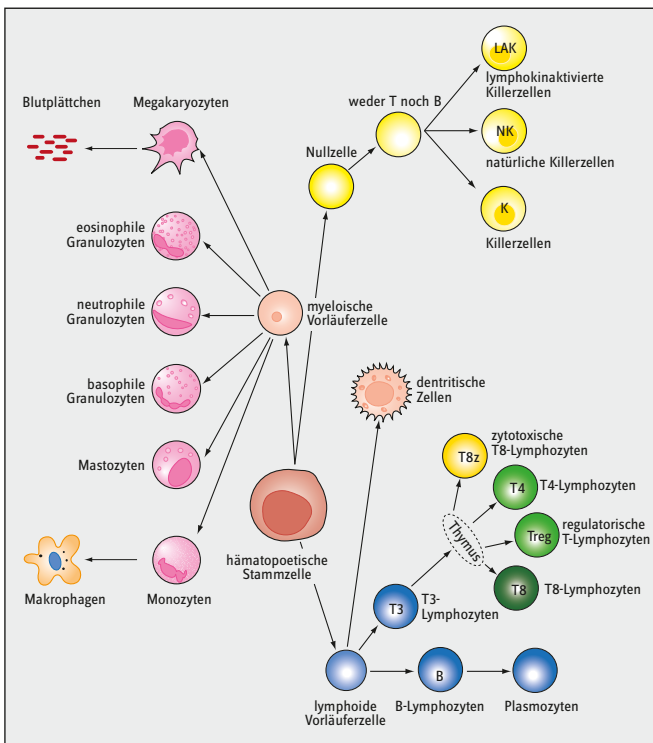 LAK
lymphokinaktivierte
Killerzellen
weder T noch B
Blutplättchen
Megakaryozyten
NK
natürliche Killerzellen
Nullzelle
K
Killerzellen
eosinophile
Granulozyten
neutrophile
Granulozyten
myeloische
Vorläuferzelle
basophile
Granulozyten
dentritische
Zellen
Mastozyten
zytotoxische
T8-Lymphozyten
T8z
T4
T4-Lymphozyten
Thymus
Treg
regulatorische
T-Lymphozyten
hämatopoetische
Stammzelle
T8
T8-Lymphozyten
Makrophagen
Monozyten
T3
T3-
Lymphozyten
B
lymphoide
Vorläuferzelle
B-Lymphozyten
Plasmozyten